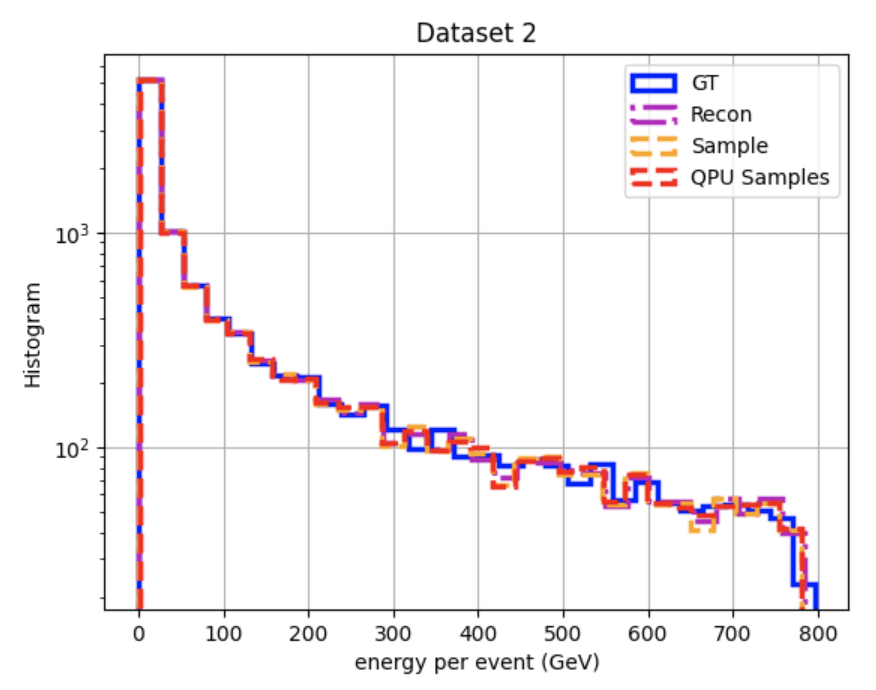 Dataset 2
GT
Recon
Sample
QPU Samples
10³
10²
Histogram
0 100 200 300 400 500 600 700 800
energy per event (GeV)